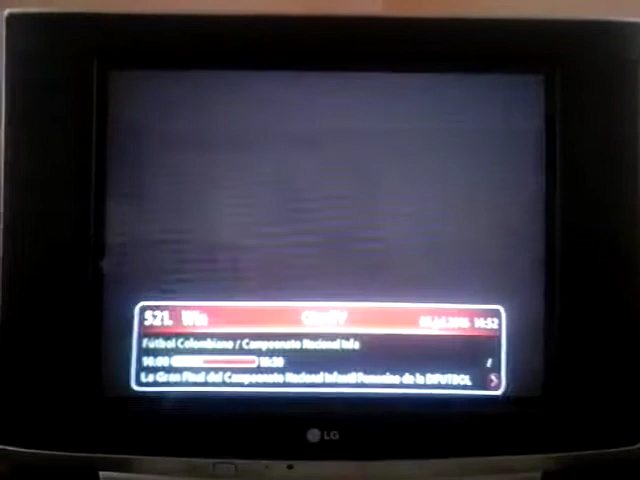 521. Win ClaroTV
Fútbol Colombiano / Campeonato Nacional Infa
La Gran Final del Campeonato Nacional Infantil Femenino de la DIFUTBOL
LG